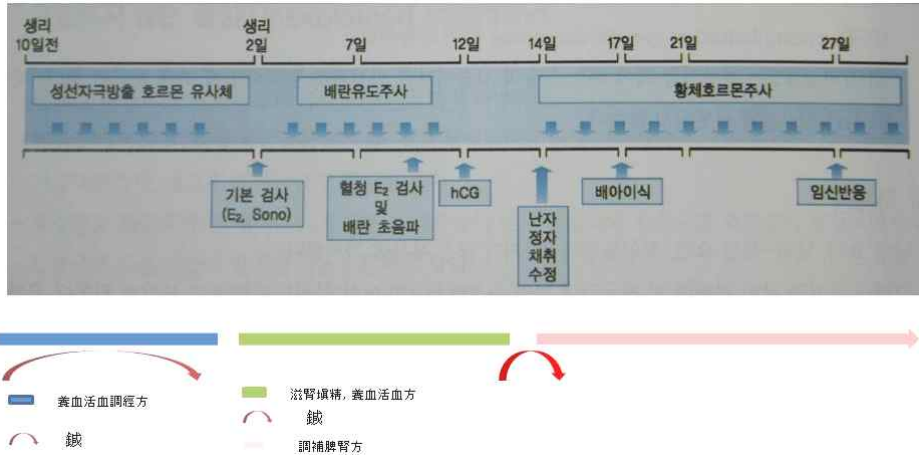 생리
10일전
생리
2일
7일
12일
14일
17일
21일
27일
성선자극방출 호르몬 유사체
배란유도주사
황체호르몬주사
기본 검사
(E₂, Sono)
혈청 E₂ 검사
및
배란 초음파
hCG
난자
정자
채취
수정
배아이식
임신반응
養血活血調經方
鍼
滋腎塡精, 養血活血方
鍼
調補脾腎方